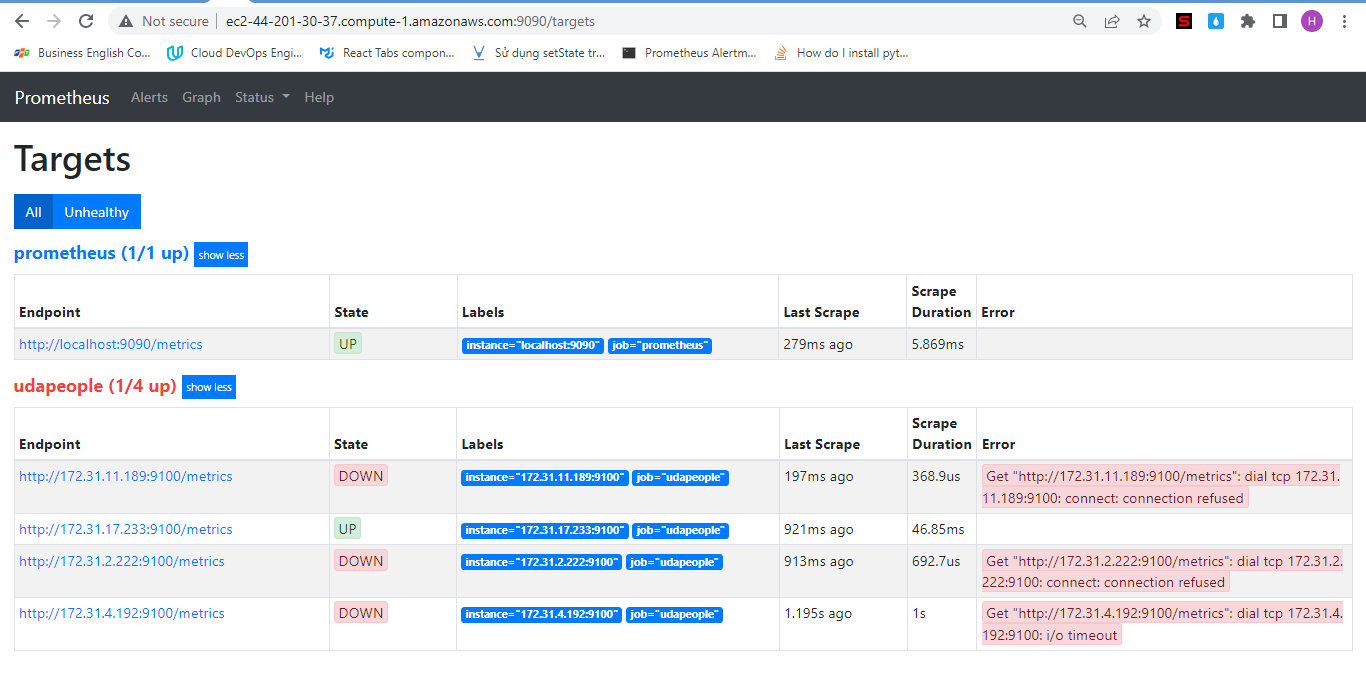 Not secure | ec2-44-201-30-37.compute-1.amazonaws.com:9090/targets
H
Business English Co... Cloud DevOps Engi... React Tabs compon... Sử dụng setState tr... Prometheus Alertm... How do I install pyt...
Prometheus Alerts Graph Status Help
Targets
All Unhealthy
prometheus (1/1 up) show less
Scrape
Endpoint State Labels Last Scrape Duration Error
http://localhost:9090/metrics UP instance="localhost:9090" job="prometheus" 279ms ago 5.869ms
udapeople (1/4 up) show less
Scrape
Endpoint State Labels Last Scrape Duration Error
http://172.31.11.189:9100/metrics DOWN instance="172.31.11.189:9100" job="udapeople" 197ms ago 368.9us Get "http://172.31.11.189:9100/metrics": dial tcp 172.31.
11.189:9100: connect: connection refused
http://172.31.17.233:9100/metrics UP instance="172.31.17.233:9100" job="udapeople" 921ms ago 46.85ms
http://172.31.2.222:9100/metrics DOWN instance="172.31.2.222:9100" job="udapeople" 913ms ago 692.7us Get "http://172.31.2.222:9100/metrics": dial tcp 172.31.2.
222:9100: connect: connection refused
http://172.31.4.192:9100/metrics DOWN instance="172.31.4.192:9100" job="udapeople" 1.195s ago 1s Get "http://172.31.4.192:9100/metrics": dial tcp 172.31.4.
192:9100: i/o timeout